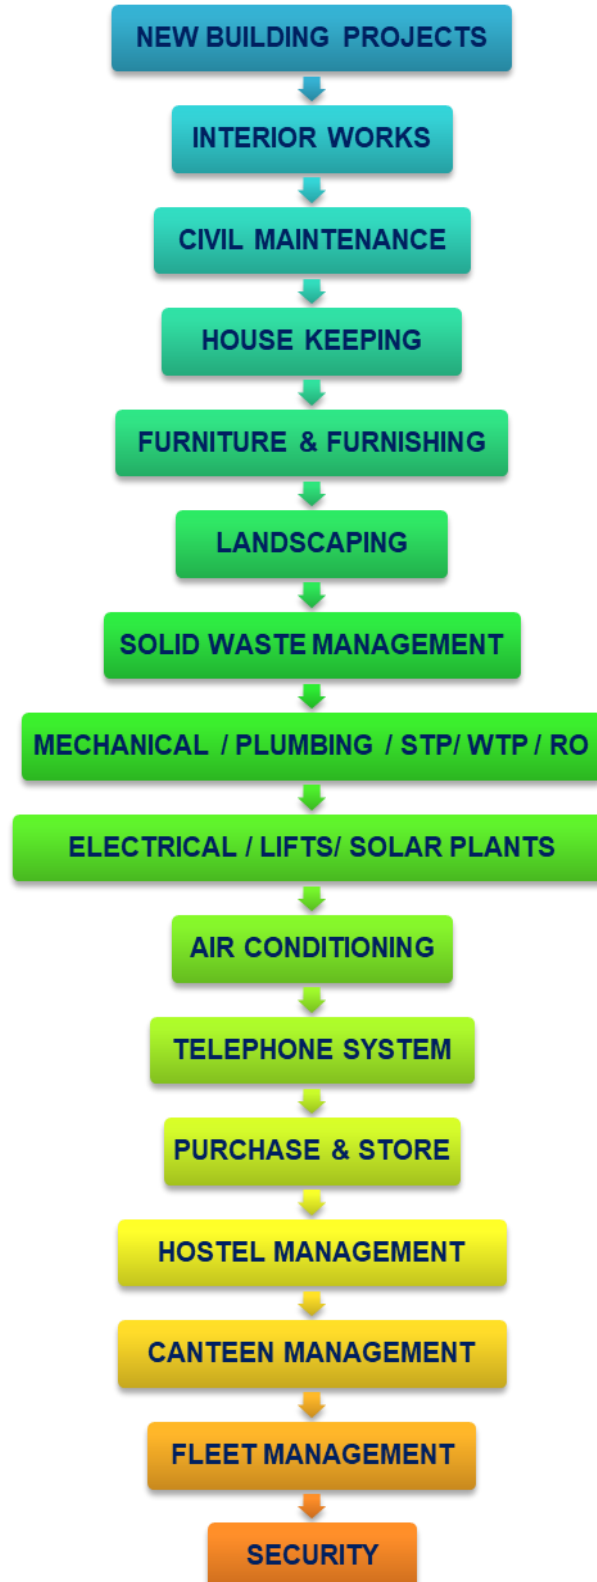 NEW BUILDING PROJECTS
INTERIOR WORKS
CIVIL MAINTENANCE
HOUSE KEEPING
FURNITURE & FURNISHING
LANDSCAPING
SOLID WASTE MANAGEMENT
MECHANICAL / PLUMBING / STP/ WTP / RO
ELECTRICAL / LIFTS/ SOLAR PLANTS
AIR CONDITIONING
TELEPHONE SYSTEM
PURCHASE & STORE
HOSTEL MANAGEMENT
CANTEEN MANAGEMENT
FLEET MANAGEMENT
SECURITY